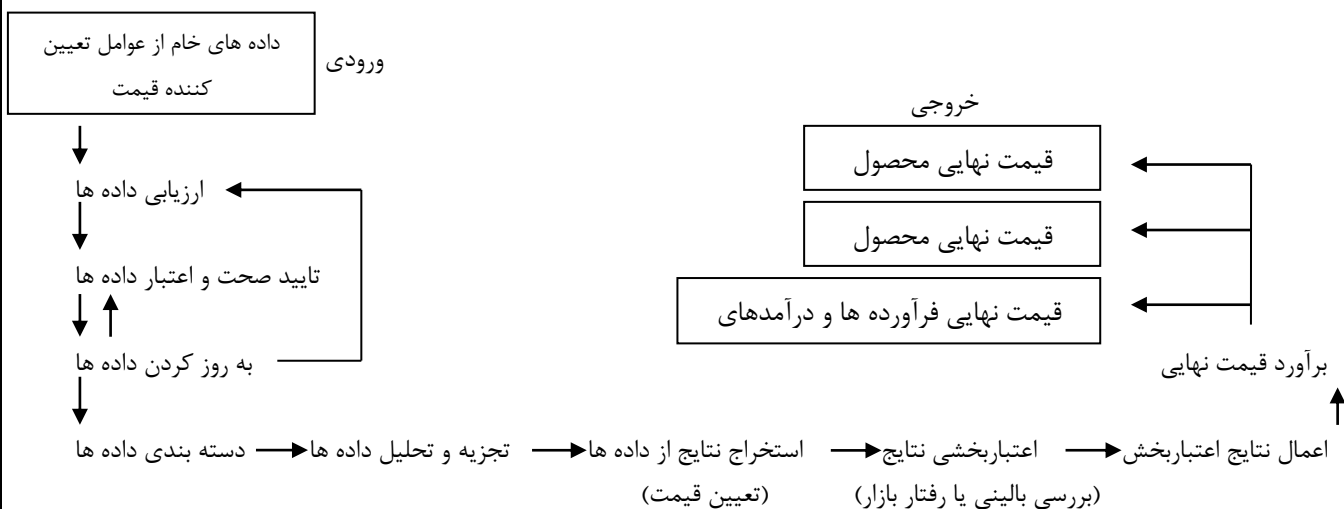 داده های خام از عوامل تعیین
کننده قیمت
ورودی
ارزیابی داده ها
تایید صحت و اعتبار داده ها
به روز کردن داده ها
دسته بندی داده ها
تجزیه و تحلیل داده ها
استخراج نتایج از داده ها
(تعیین قیمت)
اعتباربخشی نتایج
(بررسی بالینی یا رفتار بازار)
اعمال نتایج اعتباربخش
برآورد قیمت نهایی
خروجی
قیمت نهایی محصول
قیمت نهایی محصول
قیمت نهایی فرآورده ها و درآمدهای